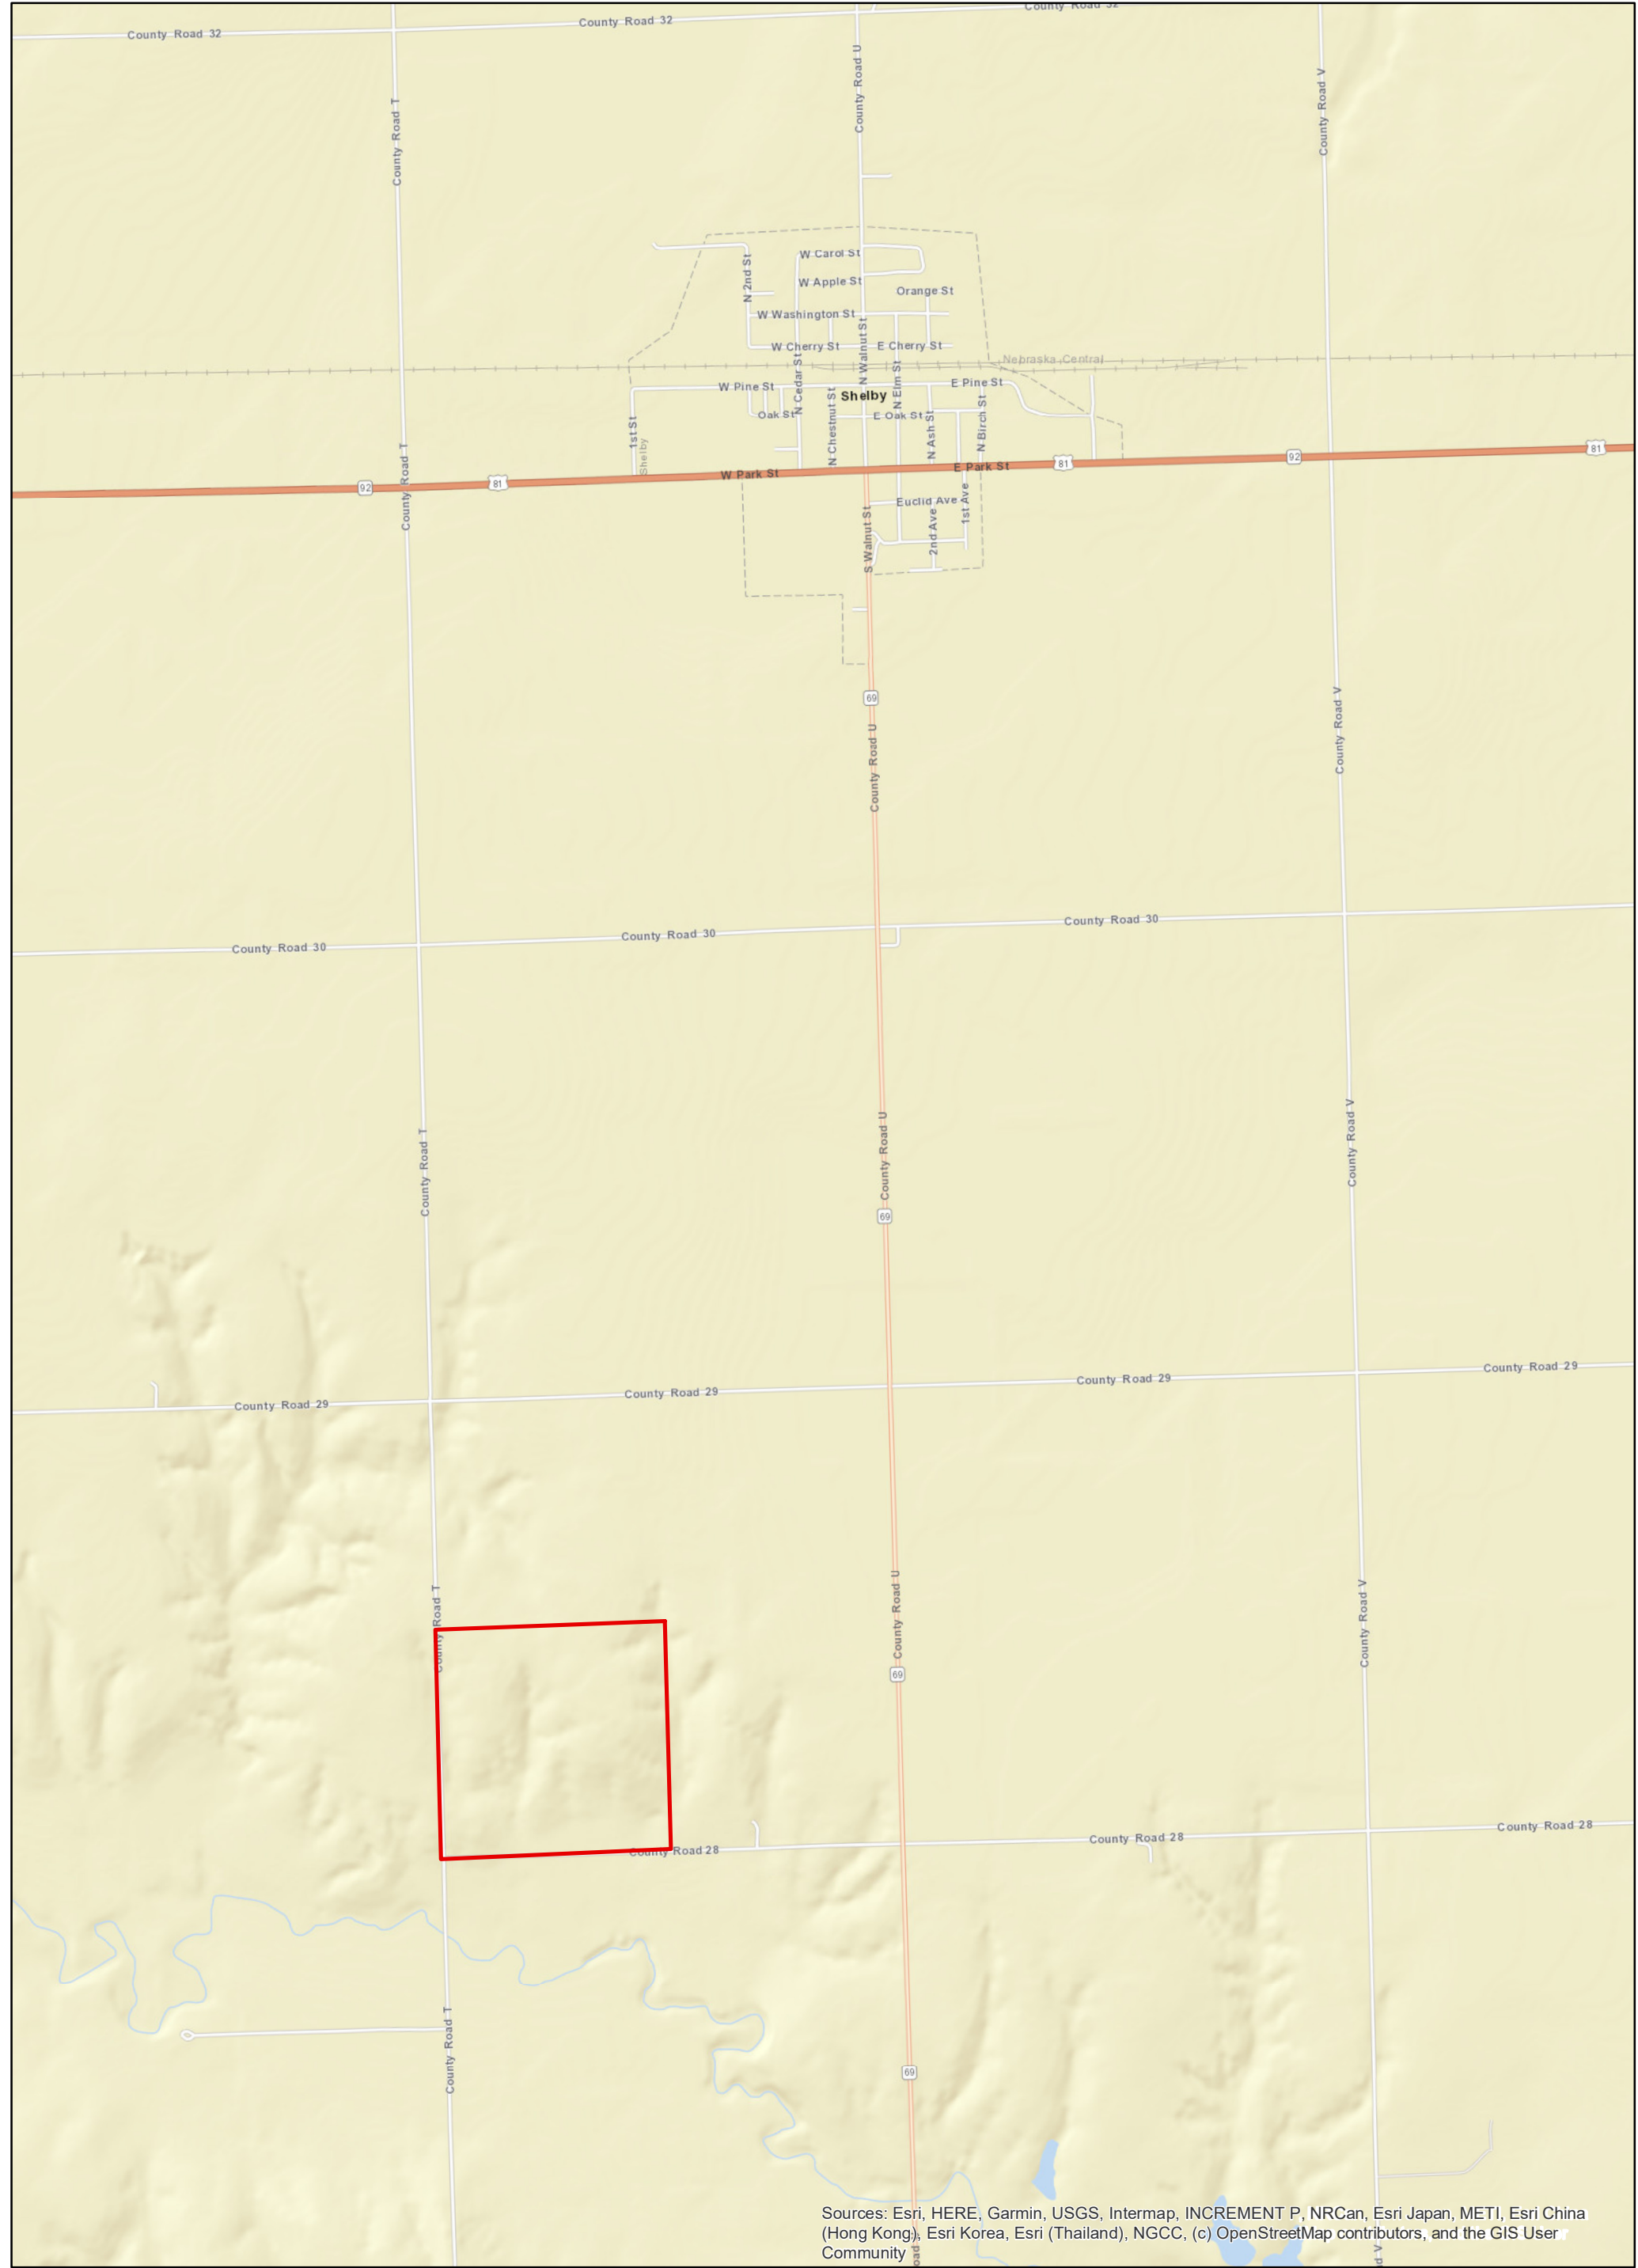 County Road 32
County Road 32
County Road 32
County Road T
County Road U
County Road V
W Carol St
N 2nd St
W Apple St
Orange St
W Washington St
N Walnut St
W Cherry St
E Cherry St
Nebraska Central
N Cedar St
N Elm St
W Pine St
E Pine St
Shelby
Oak St
N Chestnut St
E Oak St
N Ash St
N Birch St
1st St
Shelby
County Road T
W Park St
E Park St
92
81
81
92
81
Euclid Ave
1st Ave
2nd Ave
S Walnut St
69
County Road U
County Road V
County Road 30
County Road 30
County Road 30
County Road T
County Road U
County Road V
69
County Road 29
County Road 29
County Road 29
County Road 29
County Road T
County Road U
County Road V
69
County Road 28
County Road 28
County Road 28
County Road T
69
Sources: Esri, HERE, Garmin, USGS, Intermap, INCREMENT P, NRCan, Esri Japan, METI, Esri China
(Hong Kong), Esri Korea, Esri (Thailand), NGCC, (c) OpenStreetMap contributors, and the GIS User
Community